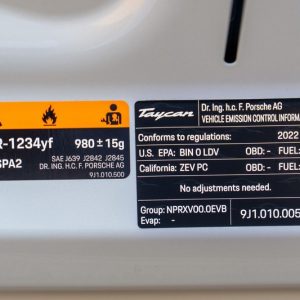 R-1234yf 980 ± 15g
SPA2
SAE J639 J2842 J2845
DR. ING. H.C. F. PORSCHE AG
9J1.010.500
Taycan
Dr. Ing. h.c. F. Porsche AG
VEHICLE EMISSION CONTROL INFORMA
Conforms to regulations: 2022
U.S. EPA: BIN 0 LDV OBD: - FUEL:
California: ZEV PC OBD: - FUEL:
No adjustments needed.
Group: NPRXV00.0EVB
Evap: -
9J1.010.005